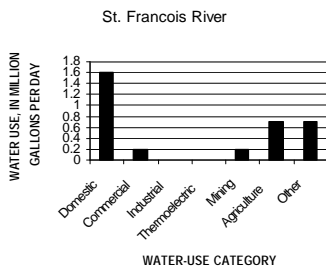 St. Francois River
WATER USE, IN MILLION
GALLONS PER DAY
1.8
1.6
1.4
1.2
1
0.8
0.6
0.4
0.2
0
Domestic
Commercial
Industrial
Thermoelectric
Mining
Agriculture
Other
WATER-USE CATEGORY